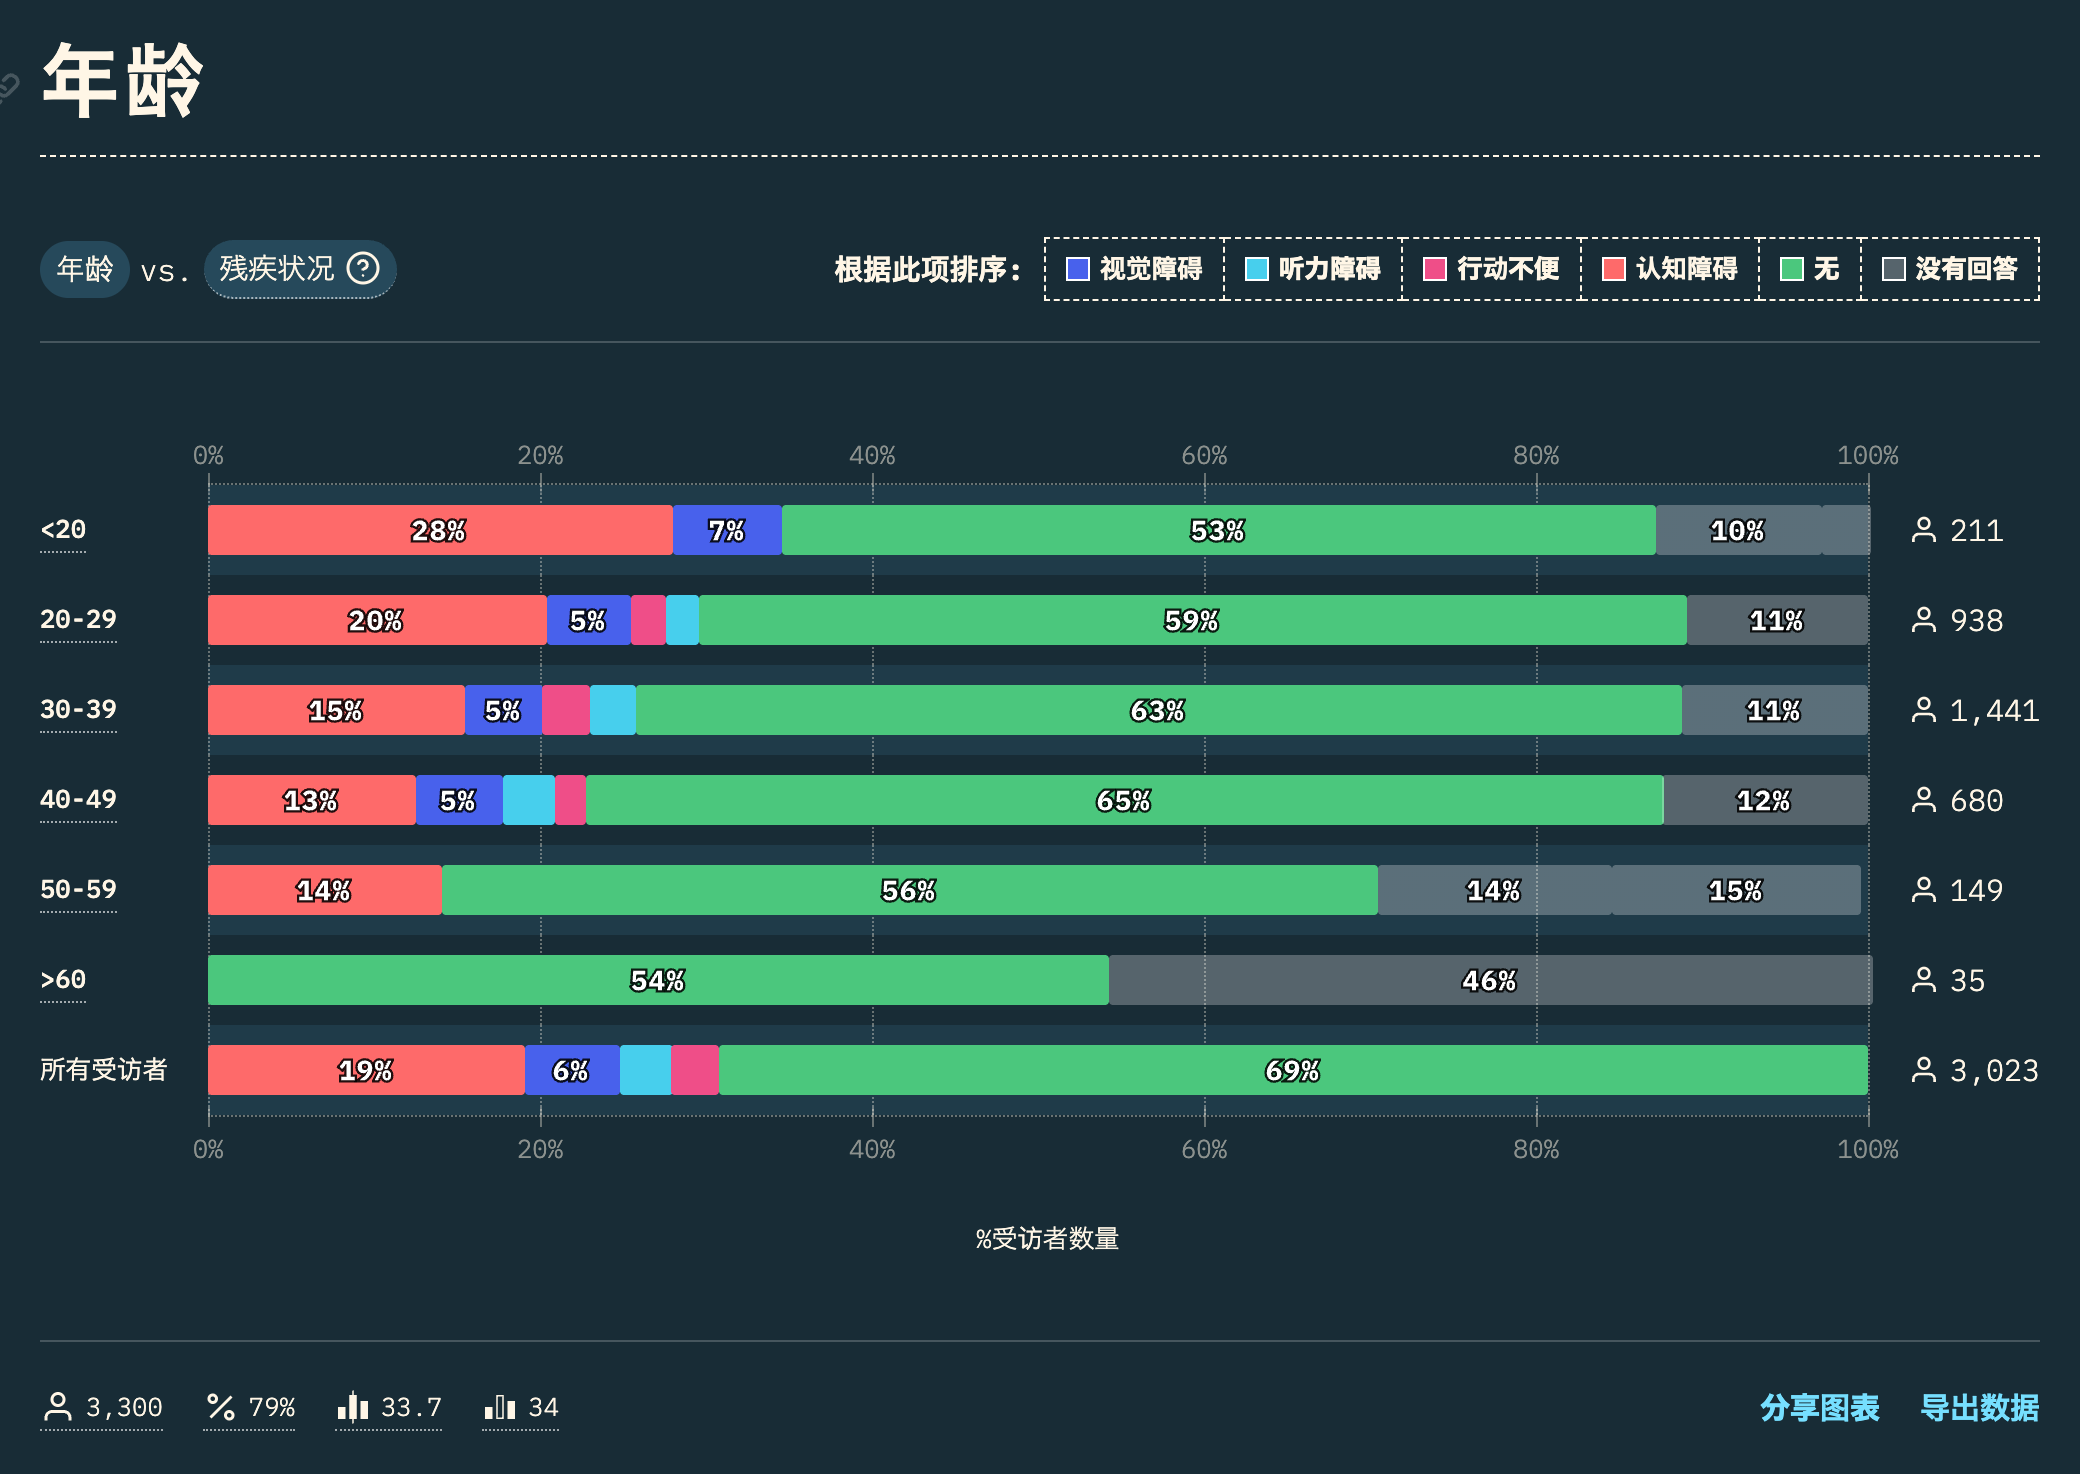 年龄
年龄 vs. 残疾状况 ?
根据此项排序： 视觉障碍 听力障碍 行动不便 认知障碍 无 没有回答
0% 20% 40% 60% 80% 100%
<20 28% 7% 53% 10% 211
20-29 20% 5% 59% 11% 938
30-39 15% 5% 63% 11% 1,441
40-49 13% 5% 65% 12% 680
50-59 14% 56% 14% 15% 149
>60 54% 46% 35
所有受访者 19% 6% 69% 3,023
0% 20% 40% 60% 80% 100%
%受访者数量
3,300 79% 33.7 34 分享图表 导出数据